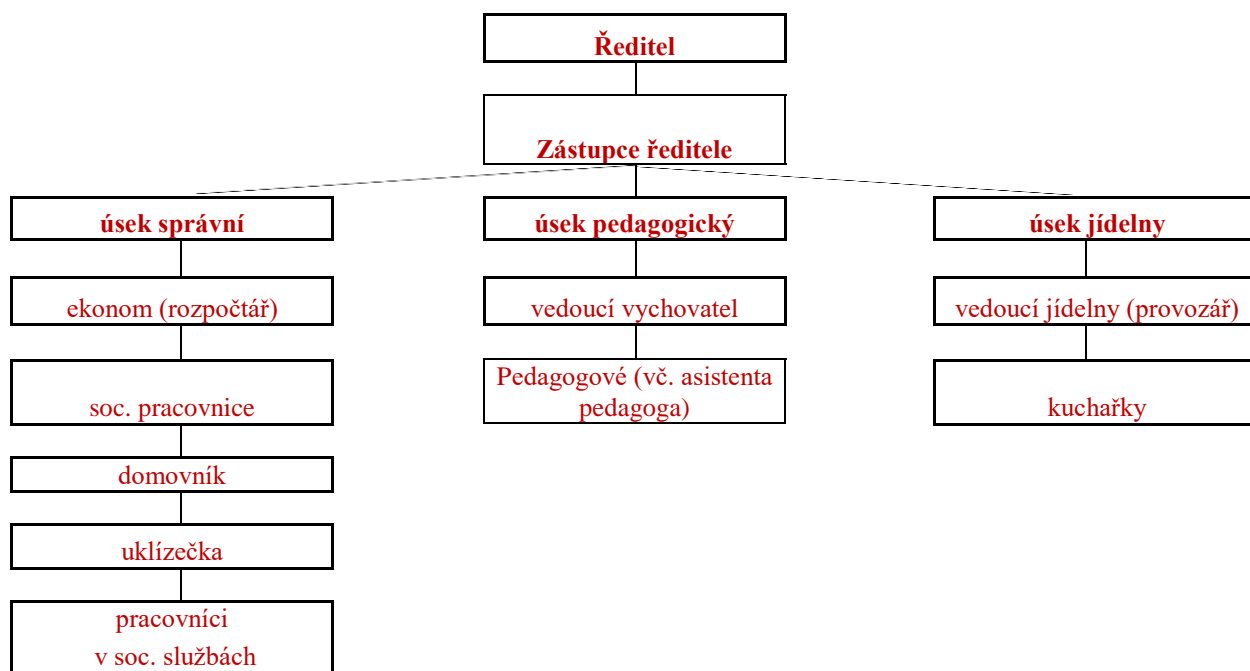 Ředitel
Zástupce ředitele
úsek správní
úsek pedagogický
úsek jídelny
ekonom (rozpočtář)
vedoucí vychovatel
vedoucí jídelny (provozář)
soc. pracovnice
Pedagogové (vč. asistenta
pedagoga)
kuchařky
domovník
uklízečka
pracovníci
v soc. službách